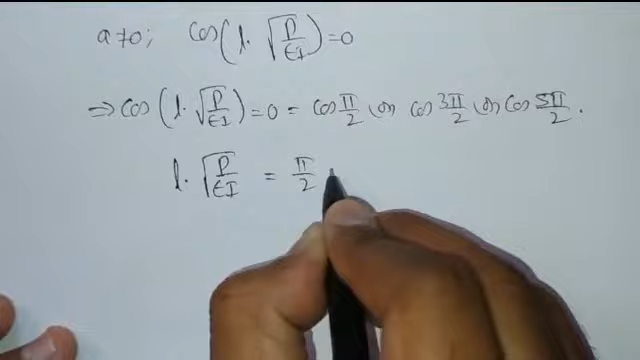 a≠0; cos(l.√(P/EI))=0
⇒cos(l.√(P/EI))=0=cos π/2 or cos 3π/2 or cos 5π/2.
l.√(P/EI) = π/2